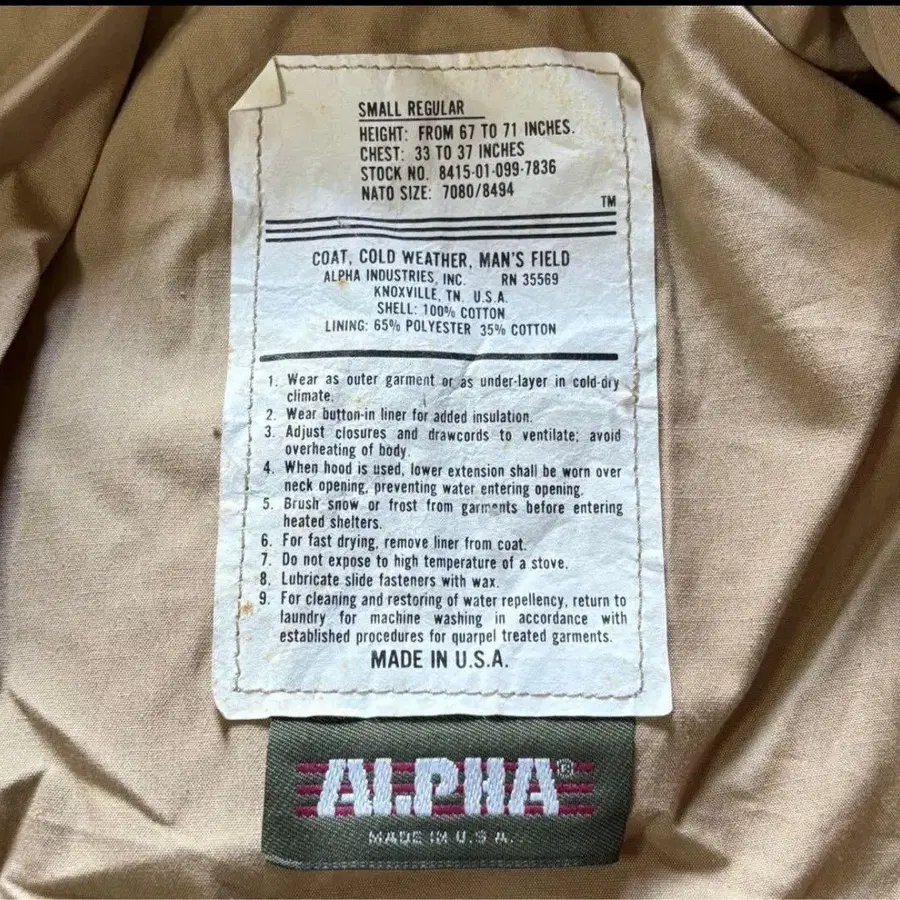 SMALL REGULAR
HEIGHT: FROM 67 TO 71 INCHES.
CHEST: 33 TO 37 INCHES
STOCK NO. 8415-01-099-7836
NATO SIZE: 7080/8494
TM
COAT, COLD WEATHER, MAN'S FIELD
ALPHA INDUSTRIES, INC. RN 35569
KNOXVILLE, TN. U.S.A.
SHELL: 100% COTTON
LINING: 65% POLYESTER 35% COTTON
1. Wear as outer garment or as under-layer in cold-dry
climate.
2. Wear button-in liner for added insulation.
3. Adjust closures and drawcords to ventilate; avoid
overheating of body.
4. When hood is used, lower extension shall be worn over
neck opening, preventing water entering opening.
5. Brush snow or frost from garments before entering
heated shelters.
6. For fast drying, remove liner from coat.
7. Do not expose to high temperature of a stove.
8. Lubricate slide fasteners with wax.
9. For cleaning and restoring of water repellency, return to
laundry for machine washing in accordance with
established procedures for quarpel treated garments.
MADE IN U.S.A.
ALPHA®
MADE IN U.S.A.